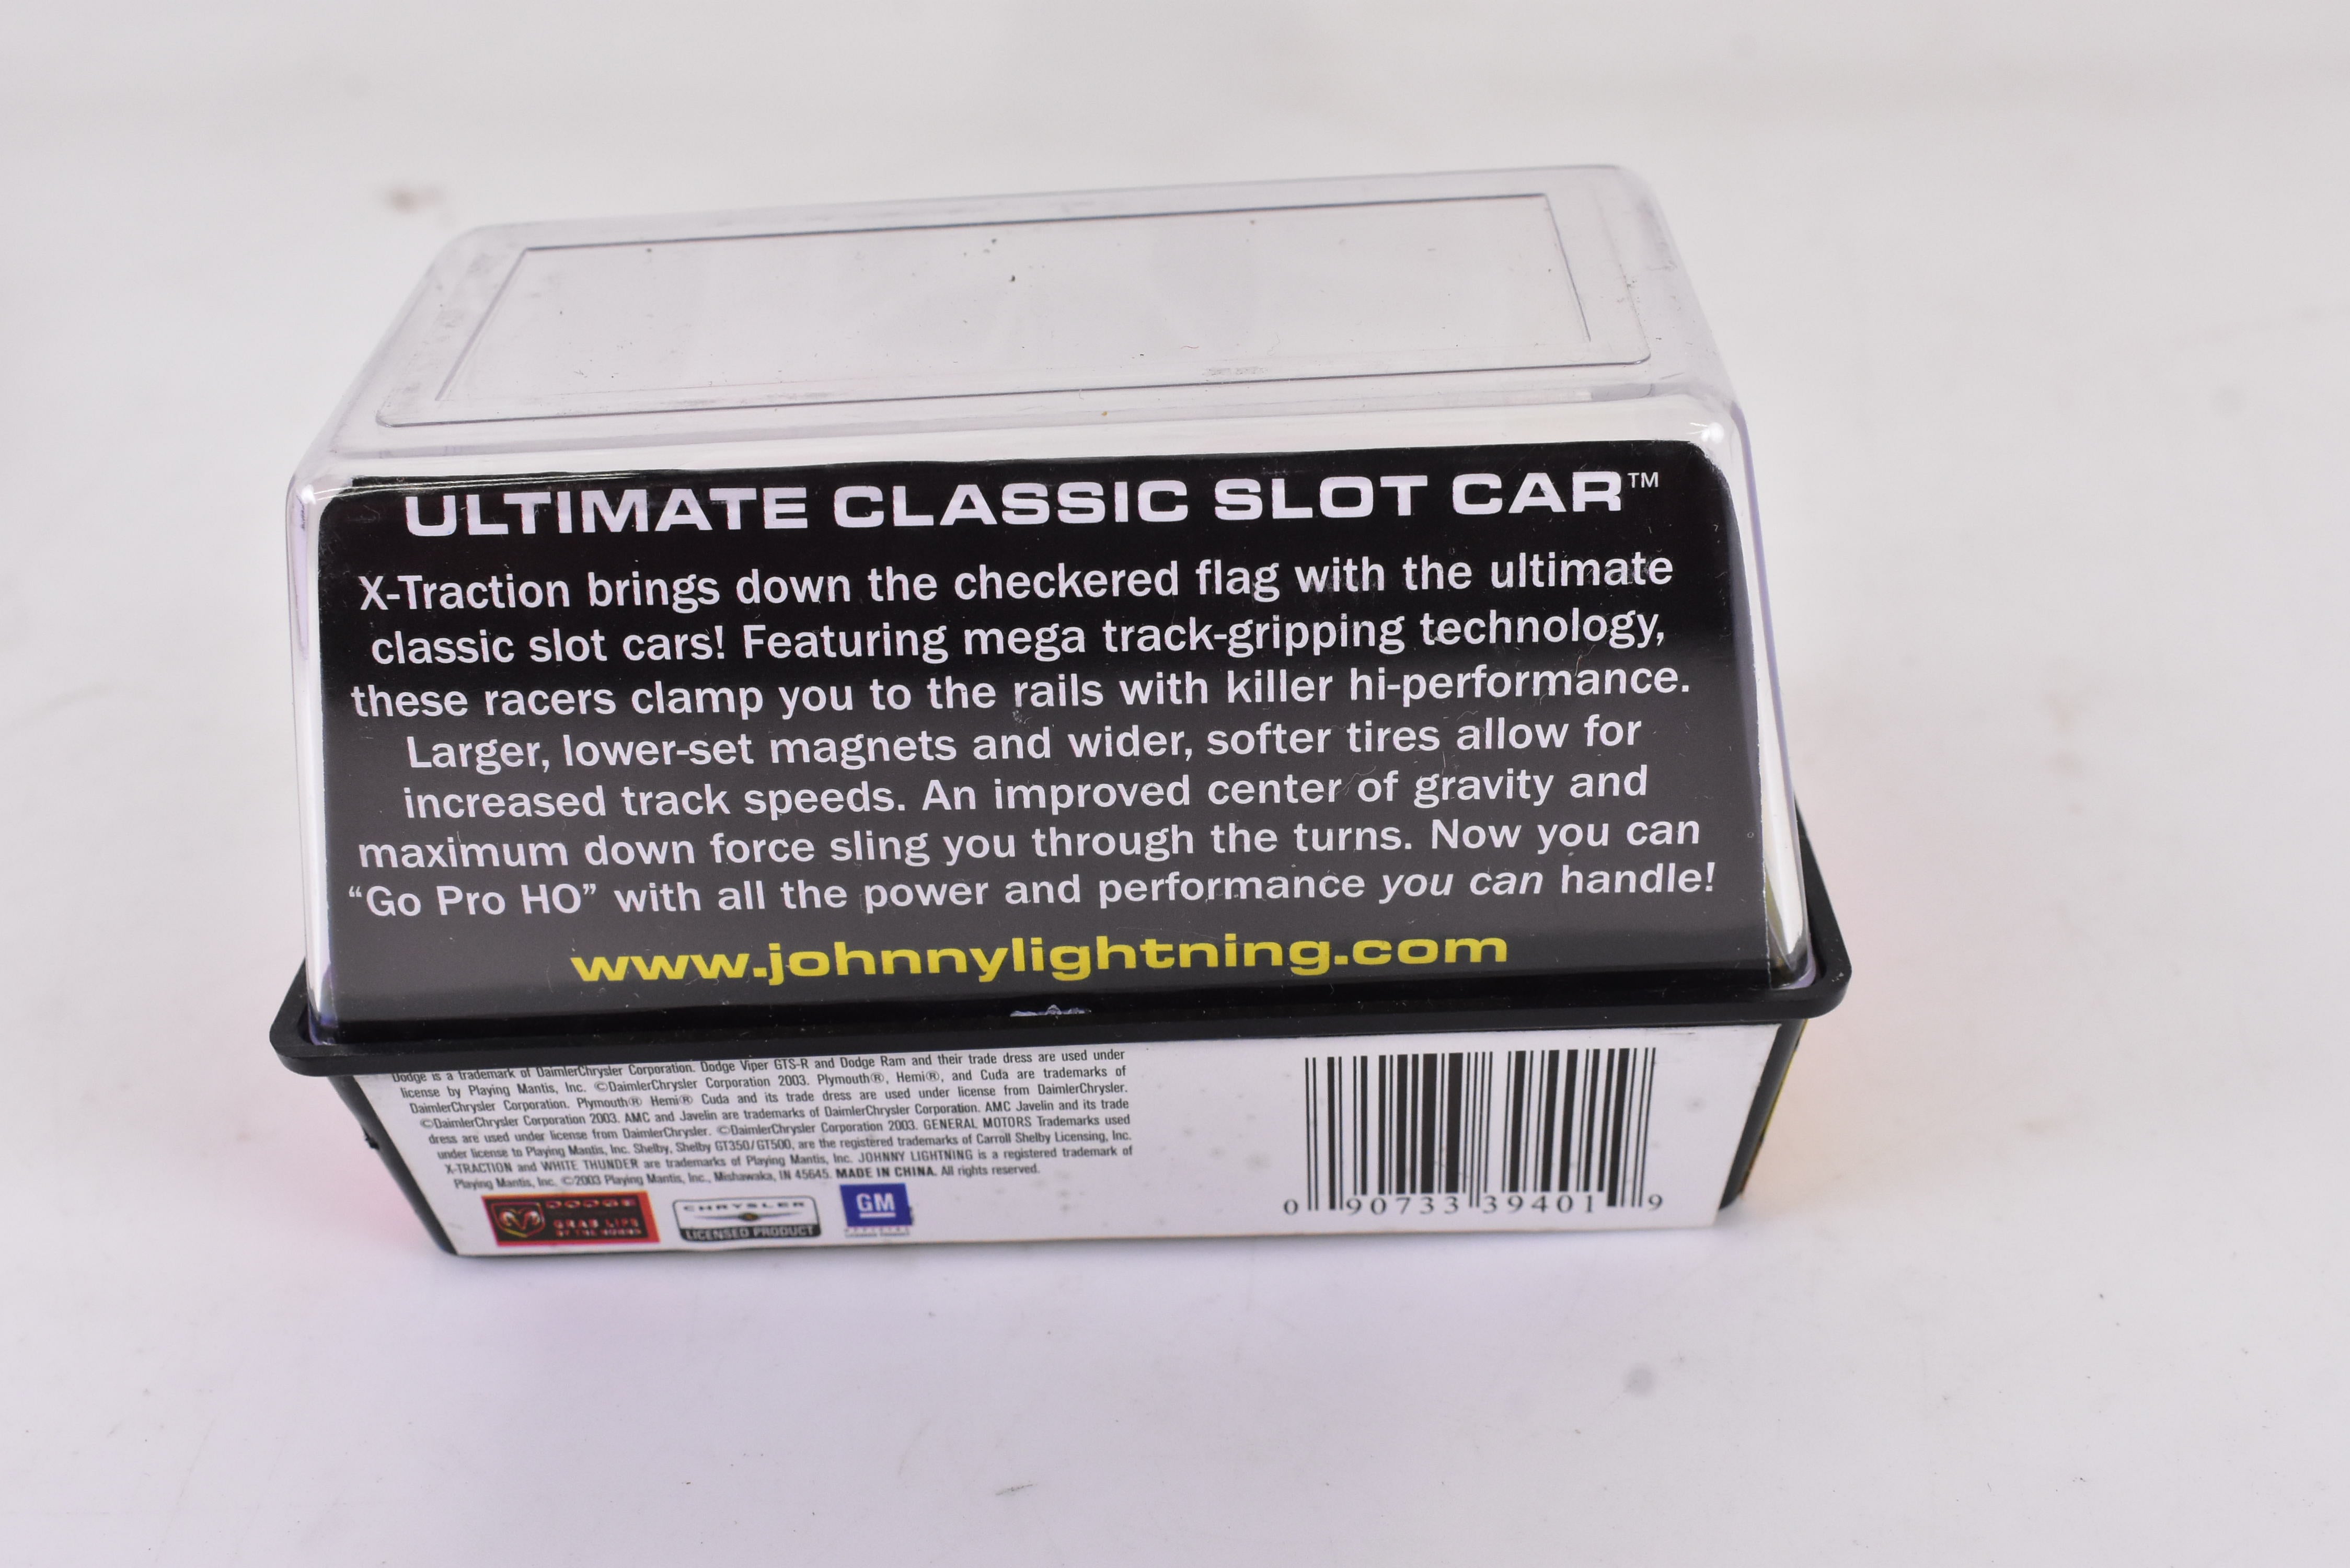 ULTIMATE CLASSIC SLOT CAR™
X-Traction brings down the checkered flag with the ultimate
classic slot cars! Featuring mega track-gripping technology,
these racers clamp you to the rails with killer hi-performance.
Larger, lower-set magnets and wider, softer tires allow for
increased track speeds. An improved center of gravity and
maximum down force sling you through the turns. Now you can
“Go Pro HO” with all the power and performance you can handle!
www.johnnylightning.com
Dodge is a trademark of DaimlerChrysler Corporation. Dodge Viper GTS-R and Dodge Ram and their trade dress are used under
license by Playing Mantis, Inc. ©DaimlerChrysler Corporation 2003. Plymouth®, Hemi®, and Cuda are trademarks of
DaimlerChrysler Corporation. Plymouth® Hemi® Cuda and its trade dress are used under license from DaimlerChrysler.
©DaimlerChrysler Corporation 2003. AMC and Javelin are trademarks of DaimlerChrysler Corporation. AMC Javelin and its trade
dress are used under license from DaimlerChrysler. ©DaimlerChrysler Corporation 2003. GENERAL MOTORS Trademarks used
under license to Playing Mantis, Inc. Shelby, Shelby GT350/GT500, are the registered trademarks of Carroll Shelby Licensing, Inc.
X-TRACTION and WHITE THUNDER are trademarks of Playing Mantis, Inc. JOHNNY LIGHTNING is a registered trademark of
Playing Mantis, Inc. ©2003 Playing Mantis, Inc., Mishawaka, IN 45645. MADE IN CHINA. All rights reserved.
DODGE
GRAB LIFE
BY THE HORNS
CHRYSLER
LICENSED PRODUCT
GM
0 90733 39401 9